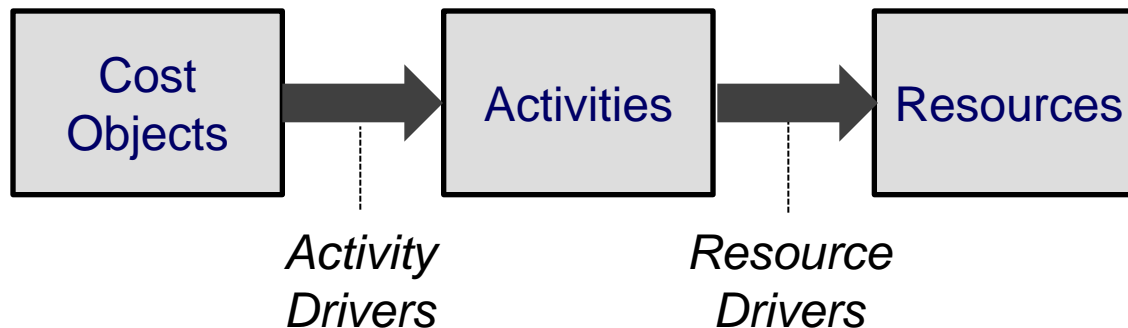 Cost
Objects
Activities
Resources
Activity
Drivers
Resource
Drivers